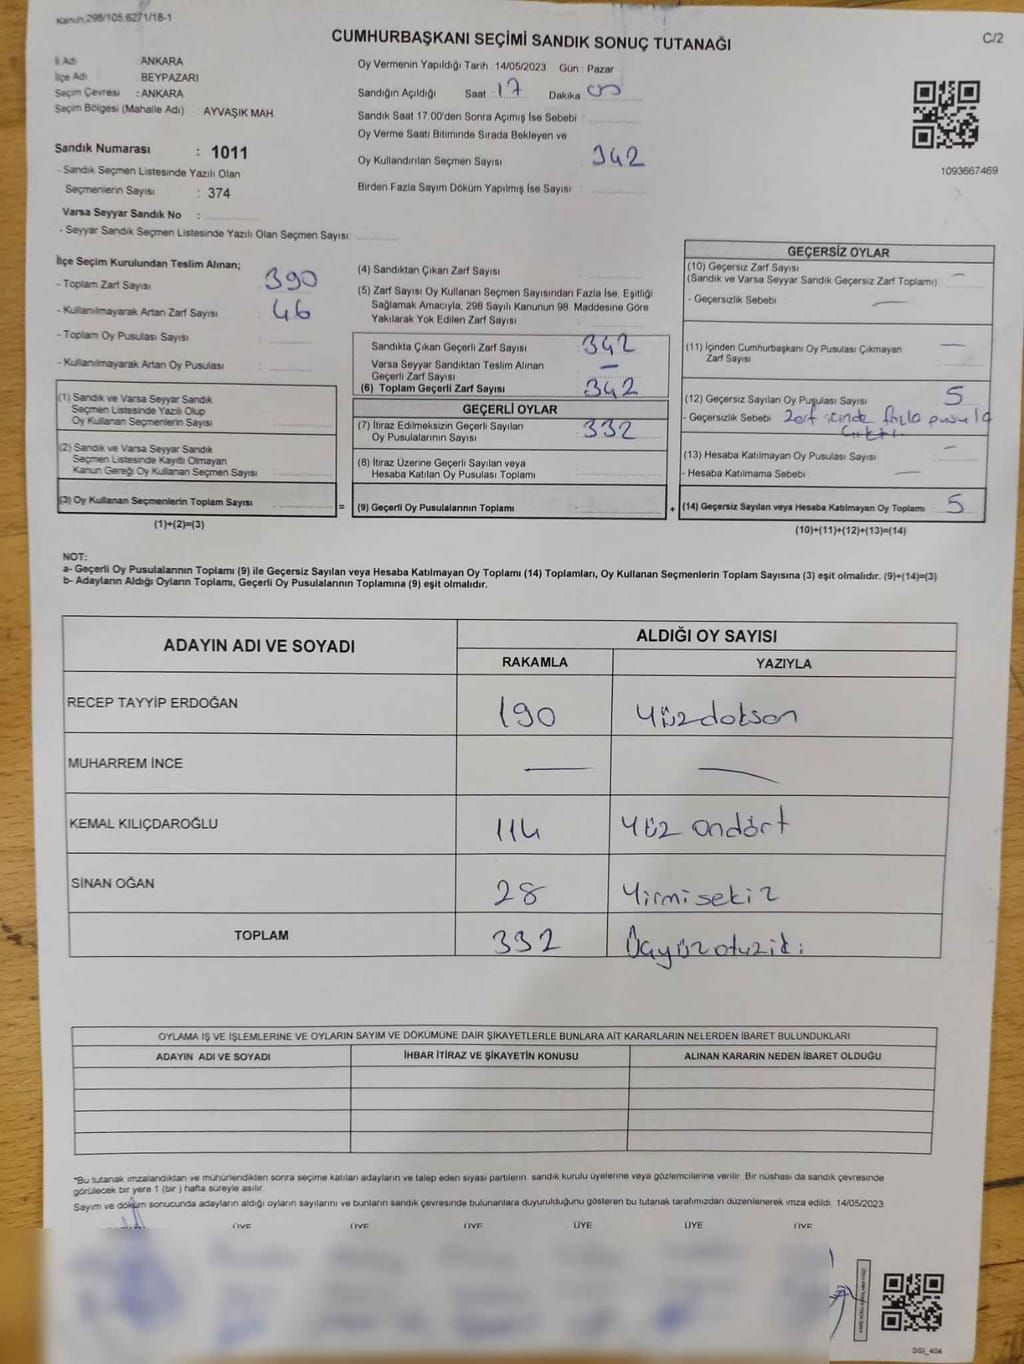 Kanun 298/105,6271/18-1
CUMHURBAŞKANI SEÇİMİ SANDIK SONUÇ TUTANAĞI
C/2
İl Adı ANKARA
İlçe Adı BEYPAZARI
Seçim Çevresi : ANKARA
Seçim Bölgesi (Mahalle Adı) : AYVAŞIK MAH
Sandık Numarası : 1011
- Sandık Seçmen Listesinde Yazılı Olan
Seçmenlerin Sayısı : 374
Varsa Seyyar Sandık No :
- Seyyar Sandık Seçmen Listesinde Yazılı Olan Seçmen Sayısı:
Oy Vermenin Yapıldığı Tarih :14/05/2023 Gün : Pazar
Sandığın Açıldığı Saat : 17 Dakika 00
Sandık Saat 17:00'den Sonra Açımış İse Sebebi :
Oy Verme Saati Bitiminde Sırada Bekleyen ve
Oy Kullandırılan Seçmen Sayısı : 342
Birden Fazla Sayım Döküm Yapılmış İse Sayısı :
1093667469
İlçe Seçim Kurulundan Teslim Alınan;
- Toplam Zarf Sayısı : 390
- Kullanılmayarak Artan Zarf Sayısı : 46
- Toplam Oy Pusulası Sayısı :
- Kullanılmayarak Artan Oy Pusulası :
(1) Sandık ve Varsa Seyyar Sandık
Seçmen Listesinde Yazılı Olup
Oy Kullanan Seçmenlerin Sayısı :
(2) Sandık ve Varsa Seyyar Sandık
Seçmen Listesinde Kayıtlı Olmayan
Kanun Gereği Oy Kullanan Seçmen Sayısı :
(3) Oy Kullanan Seçmenlerin Toplam Sayısı :
(1)+(2)=(3)
(4) Sandıktan Çıkan Zarf Sayısı :
(5) Zarf Sayısı Oy Kullanan Seçmen Sayısından Fazla İse, Eşitliği
Sağlamak Amacıyla, 298 Sayılı Kanunun 98. Maddesine Göre
Yakılarak Yok Edilen Zarf Sayısı :
Sandıkta Çıkan Geçerli Zarf Sayısı : 342
Varsa Seyyar Sandıktan Teslim Alınan
Geçerli Zarf Sayısı : —
(6) Toplam Geçerli Zarf Sayısı : 342
GEÇERLİ OYLAR
(7) İtiraz Edilmeksizin Geçerli Sayılan
Oy Pusulalarının Sayısı : 332
(8) İtiraz Üzerine Geçerli Sayılan veya
Hesaba Katılan Oy Pusulası Toplamı :
= (9) Geçerli Oy Pusulalarının Toplamı :
GEÇERSİZ OYLAR
(10) Geçersiz Zarf Sayısı : —
(Sandık ve Varsa Seyyar Sandık Geçersiz Zarf Toplamı)
- Geçersizlik Sebebi : —
(11) İçinden Cumhurbaşkanı Oy Pusulası Çıkmayan : —
Zarf Sayısı
(12) Geçersiz Sayılan Oy Pusulası Sayısı : 5
- Geçersizlik Sebebi : Zarf içinde fazla pusula
çıktı.
(13) Hesaba Katılmayan Oy Pusulası Sayısı : —
- Hesaba Katılmama Sebebi : —
+ (14) Geçersiz Sayılan veya Hesaba Katılmayan Oy Toplamı : 5
(10)+(11)+(12)+(13)=(14)
NOT:
a- Geçerli Oy Pusulalarının Toplamı (9) ile Geçersiz Sayılan veya Hesaba Katılmayan Oy Toplamı (14) Toplamları, Oy Kullanan Seçmenlerin Toplam Sayısına (3) eşit olmalıdır. (9)+(14)=(3)
b- Adayların Aldığı Oyların Toplamı, Geçerli Oy Pusulalarının Toplamına (9) eşit olmalıdır.
ADAYIN ADI VE SOYADI ALDIĞI OY SAYISI
RAKAMLA YAZIYLA
RECEP TAYYİP ERDOĞAN 190 Yüzdokson
MUHARREM İNCE — —
KEMAL KILIÇDAROĞLU 114 Yüz ondört
SİNAN OĞAN 28 Yirmisekiz
TOPLAM 332 Üçyüzotuziki
OYLAMA İŞ VE İŞLEMLERİNE VE OYLARIN SAYIM VE DÖKÜMÜNE DAİR ŞİKAYETLERLE BUNLARA AİT KARARLARIN NELERDEN İBARET BULUNDUKLARI
ADAYIN ADI VE SOYADI İHBAR İTİRAZ VE ŞİKAYETİN KONUSU ALINAN KARARIN NEDEN İBARET OLDUĞU
*Bu tutanak imzalandıktan ve mühürlendikten sonra seçime katılan adayların ve talep eden siyasi partilerin sandık kurulu üyelerine veya gözlemcilerine verilir. Bir nüshası da sandık çevresinde
görülecek bir yere 1 (bir ) hafta süreyle asılır.
Sayım ve döküm sonucunda adayların aldığı oyların sayılarını ve bunların sandık çevresinde bulunanlara duyurulduğunu gösteren bu tutanak tarafımızdan düzenlenerek imza edildi. 14/05/2023
ÜYE ÜYE ÜYE ÜYE ÜYE ÜYE
SSI_404